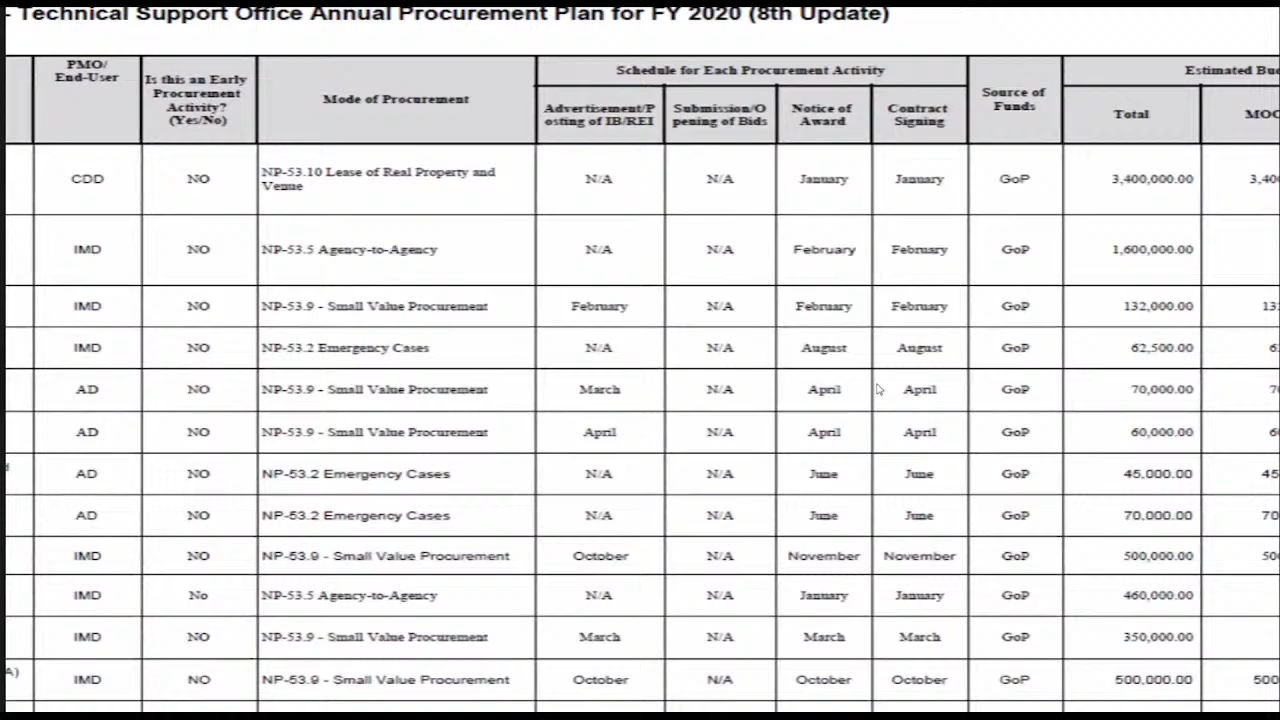 - Technical Support Office Annual Procurement Plan for FY 2020 (8th Update)
PMO/ End-User Is this an Early Procurement Activity? (Yes/No) Mode of Procurement Schedule for Each Procurement Activity Source of Funds Estimated Bu
Advertisement/P osting of IB/REI Submission/O pening of Bids Notice of Award Contract Signing Total MOO
CDD NO NP-53.10 Lease of Real Property and Venue N/A N/A January January GoP 3,400,000.00 3,40
IMD NO NP-53.5 Agency-to-Agency N/A N/A February February GoP 1,600,000.00
IMD NO NP-53.9 - Small Value Procurement February N/A February February GoP 132,000.00 13
IMD NO NP-53.2 Emergency Cases N/A N/A August August GoP 62,500.00 6
AD NO NP-53.9 - Small Value Procurement March N/A April April GoP 70,000.00 7
AD NO NP-53.9 - Small Value Procurement April N/A April April GoP 60,000.00 6
AD NO NP-53.2 Emergency Cases N/A N/A June June GoP 45,000.00 45
AD NO NP-53.2 Emergency Cases N/A N/A June June GoP 70,000.00 70
IMD NO NP-53.9 - Small Value Procurement October N/A November November GoP 500,000.00 50
IMD No NP-53.5 Agency-to-Agency N/A N/A January January GoP 460,000.00
IMD NO NP-53.9 - Small Value Procurement March N/A March March GoP 350,000.00
A) IMD NO NP-53.9 - Small Value Procurement October N/A October October GoP 500,000.00 500